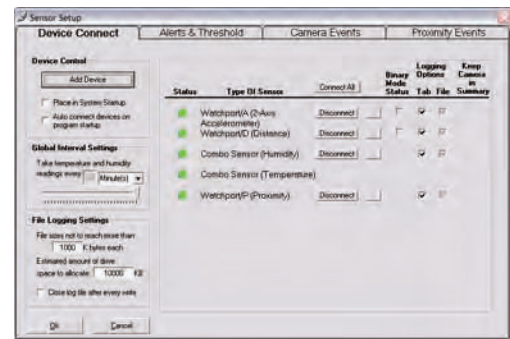 Sensor Setup
Device Connect
Alerts & Threshold
Camera Events
Proximity Events
Device Control
Add Device
Place in System Startup
Auto connect devices on
program startup
Global Interval Settings
Take temperature and humidity
readings every
Minute(s)
File Logging Settings
File sizes not to reach more than
1000 K bytes each
Estimated amount of drive
space to allocate 10000 KB
Close log file after every write
Ok
Cancel
Status
Type Of Sensor
Connect All
Binary
Mode
Status
Logging
Options
Tab File
Keep
Camera
in
Summary
Watchport/A (2-Axis
Accelerometer)
Disconnect
Watchport/D (Distance)
Disconnect
Combo Sensor (Humidity)
Disconnect
Combo Sensor (Temperature)
Watchport/P (Proximity)
Disconnect